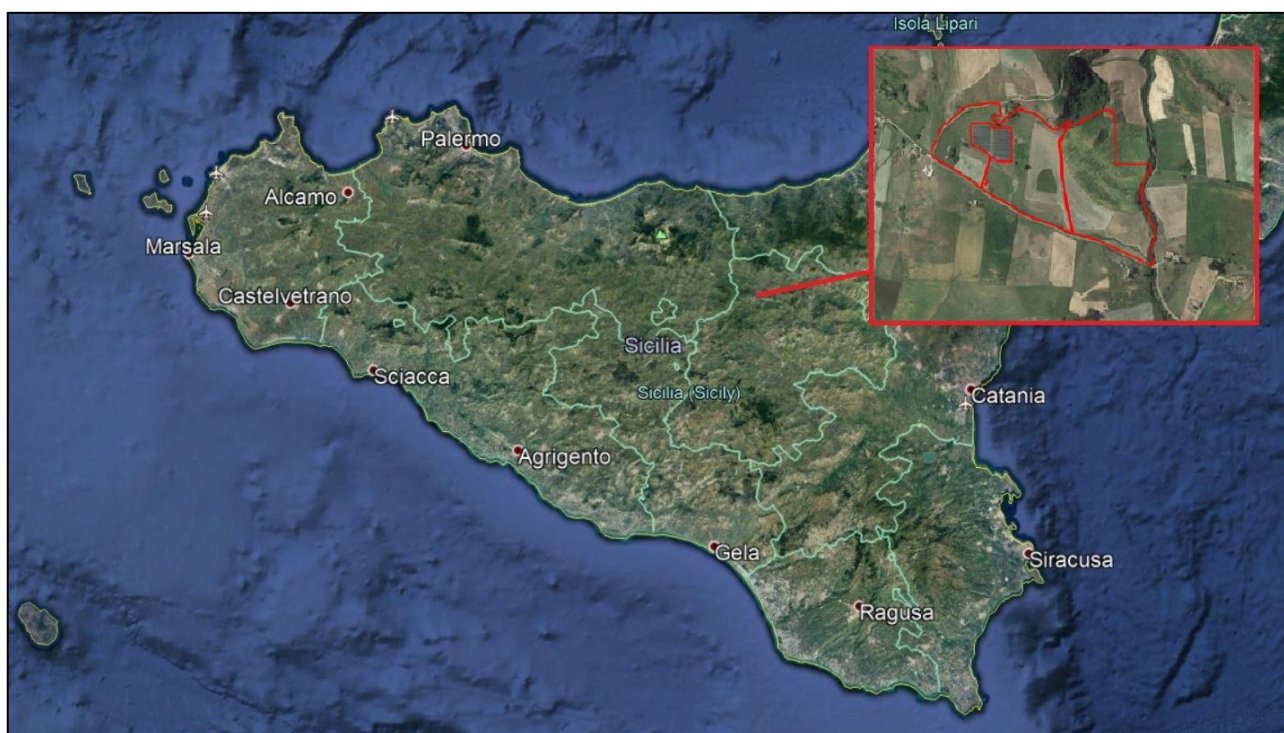 Isola Lipari
Palermo
Alcamo
Marsala
Castelvetrano
Sicilia
Sciacca
Sicilia (Sicily)
Catania
Agrigento
Gela
Siracusa
Ragusa